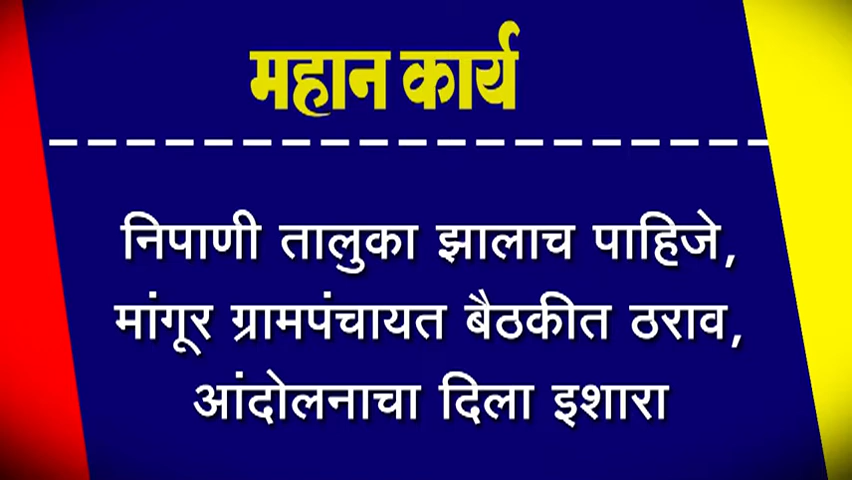 महान कार्य
निपाणी तालुका झालाच पाहिजे,
मांगूर ग्रामपंचायत बैठकीत ठराव,
आंदोलनाचा दिला इशारा